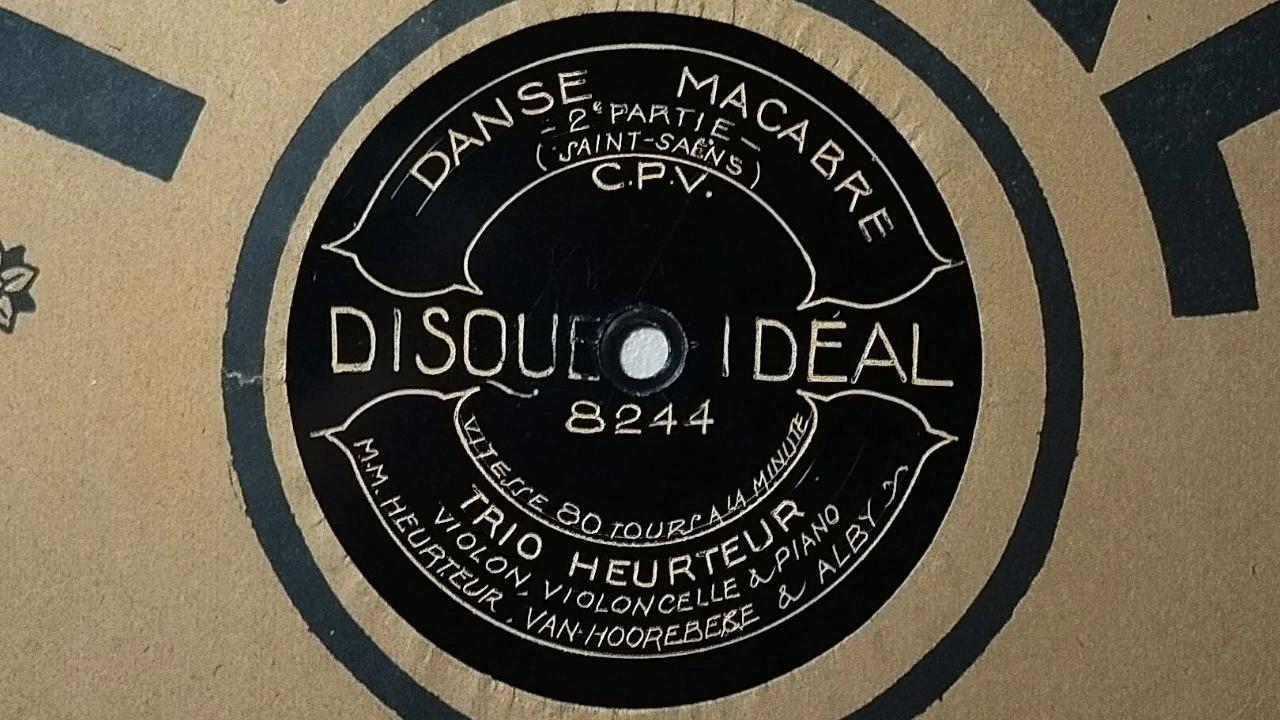 DANSE MACABRE
- 2e PARTIE -
(SAINT-SAËNS)
C.P.V.
DISQUE IDÉAL
8244
VITESSE 80 TOURS A LA MINUTE
TRIO HEURTEUR
VIOLON, VIOLONCELLE & PIANO
MM. HEURTEUR, VAN-HOOREBEKE & ALBY